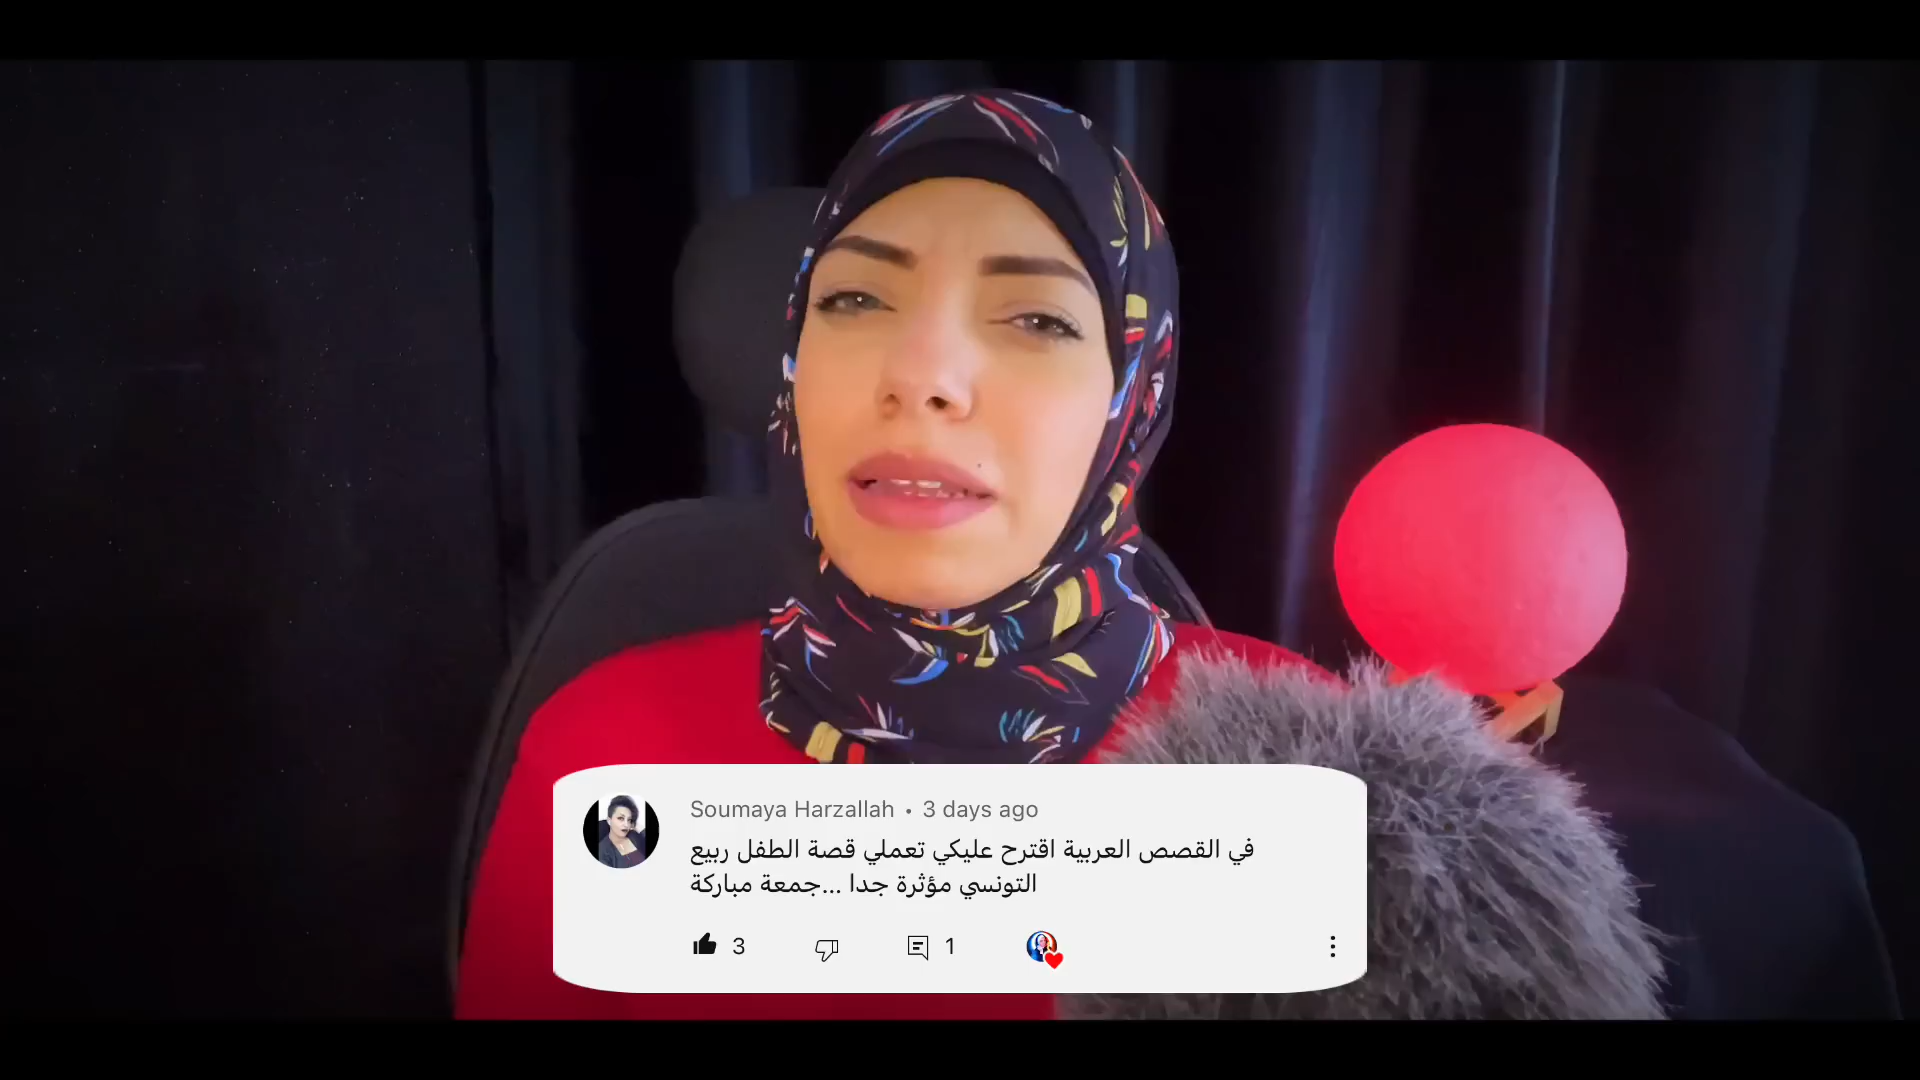 Soumaya Harzallah • 3 days ago
في القصص العربية اقترح عليكي تعملي قصة الطفل ربيع
التونسي مؤثرة جدا ...جمعة مباركة
3
1